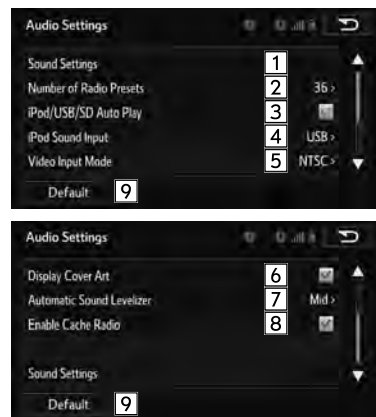 Audio Settings
Sound Settings 1
Number of Radio Presets 2 36 >
iPod/USB/SD Auto Play 3
iPod Sound Input 4 USB >
Video Input Mode 5 NTSC >
Default 9
Audio Settings
Display Cover Art 6
Automatic Sound Levelizer 7 Mid >
Enable Cache Radio 8
Sound Settings
Default 9